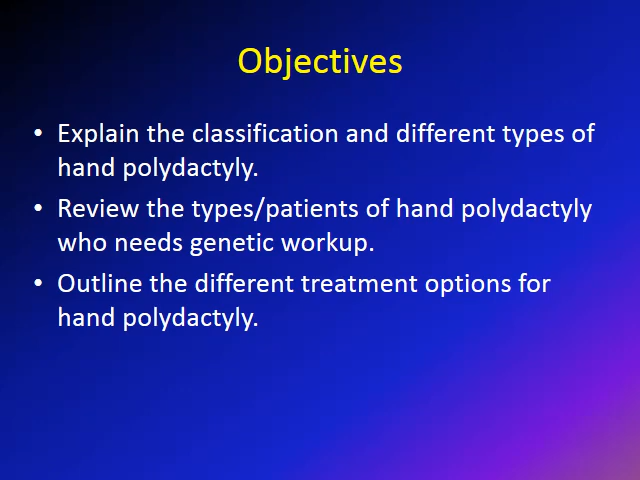 Objectives
• Explain the classification and different types of
hand polydactyly.
• Review the types/patients of hand polydactyly
who needs genetic workup.
• Outline the different treatment options for
hand polydactyly.